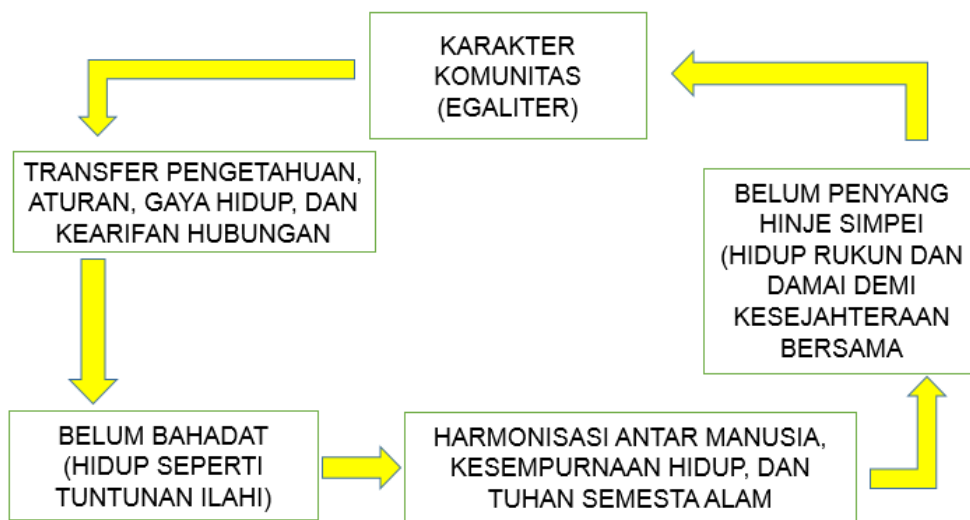 KARAKTER
KOMUNITAS
(EGALITER)
TRANSFER PENGETAHUAN,
ATURAN, GAYA HIDUP, DAN
KEARIFAN HUBUNGAN
BELUM BAHADAT
(HIDUP SEPERTI
TUNTUNAN ILAHI)
HARMONISASI ANTAR MANUSIA,
KESEMPURNAAN HIDUP, DAN
TUHAN SEMESTA ALAM
BELUM PENYANG
HINJE SIMPEI
(HIDUP RUKUN DAN
DAMAI DEMI
KESEJAHTERAAN
BERSAMA